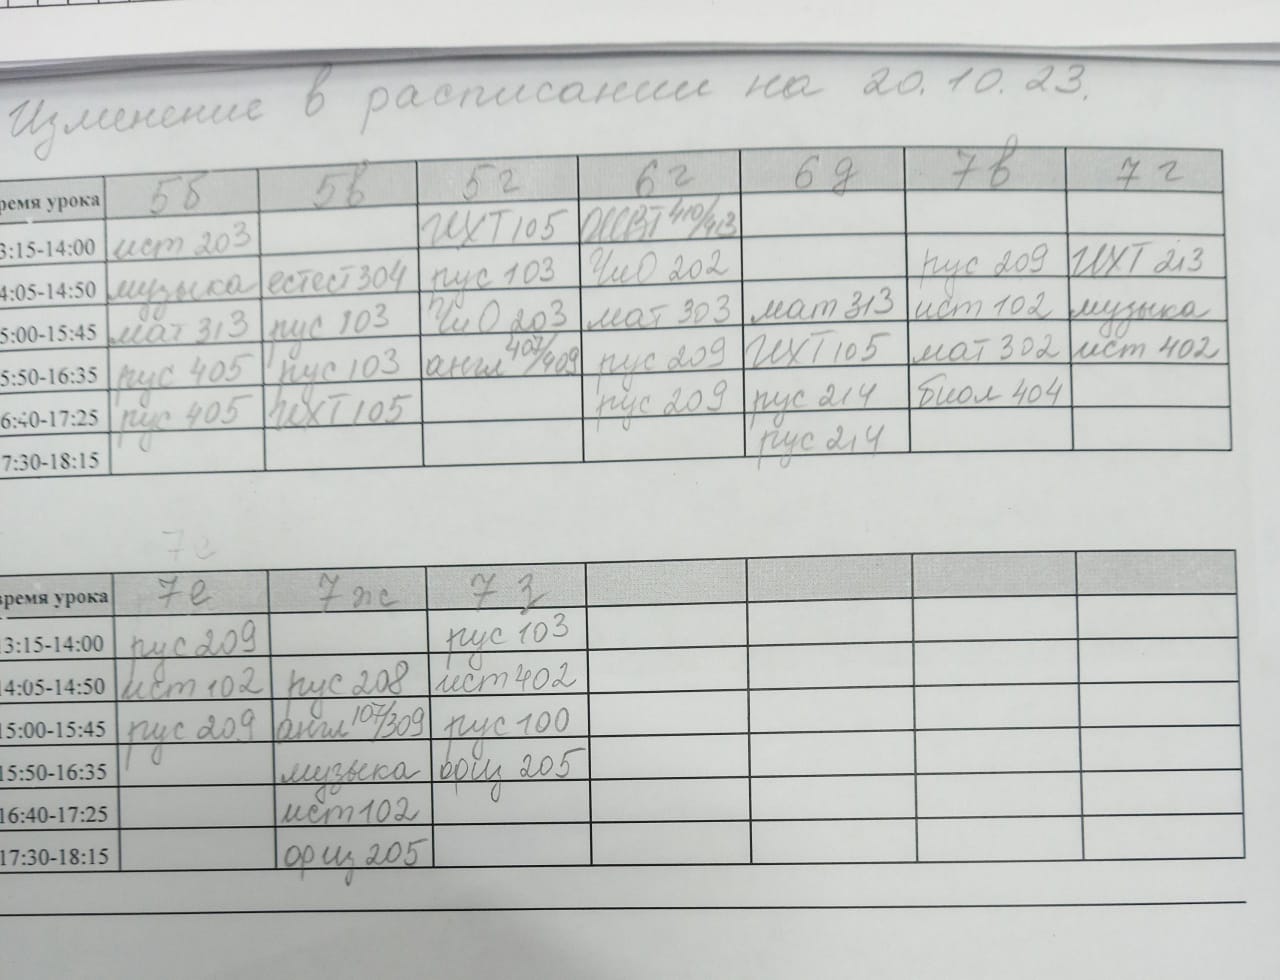 Изменение в расписании на 20.10.23.
ремя урока 5б 5в 5г 6г 6д 7в 7г
3:15-14:00 ист 203 ИХТ 105 410/413
4:05-14:50 музыка естест 304 рус 103 ЧиО 202 рус 209 ИХТ 213
5:00-15:45 мат 313 рус 103 ЧиО 203 мат 303 мат 313 ист 102 музыка
5:50-16:35 рус 405 рус 103 англ 407/409 рус 209 ИХТ 105 мат 302 ист 402
6:40-17:25 рус 405 ИХТ 105 рус 209 рус 214 биол 404
7:30-18:15 рус 214
7е
время урока 7е 7ж 7з
13:15-14:00 рус 209 рус 103
14:05-14:50 ист 102 рус 208 ист 402
15:00-15:45 рус 209 англ 107/309 рус 100
15:50-16:35 музыка 205
16:40-17:25 ист 102
17:30-18:15 205